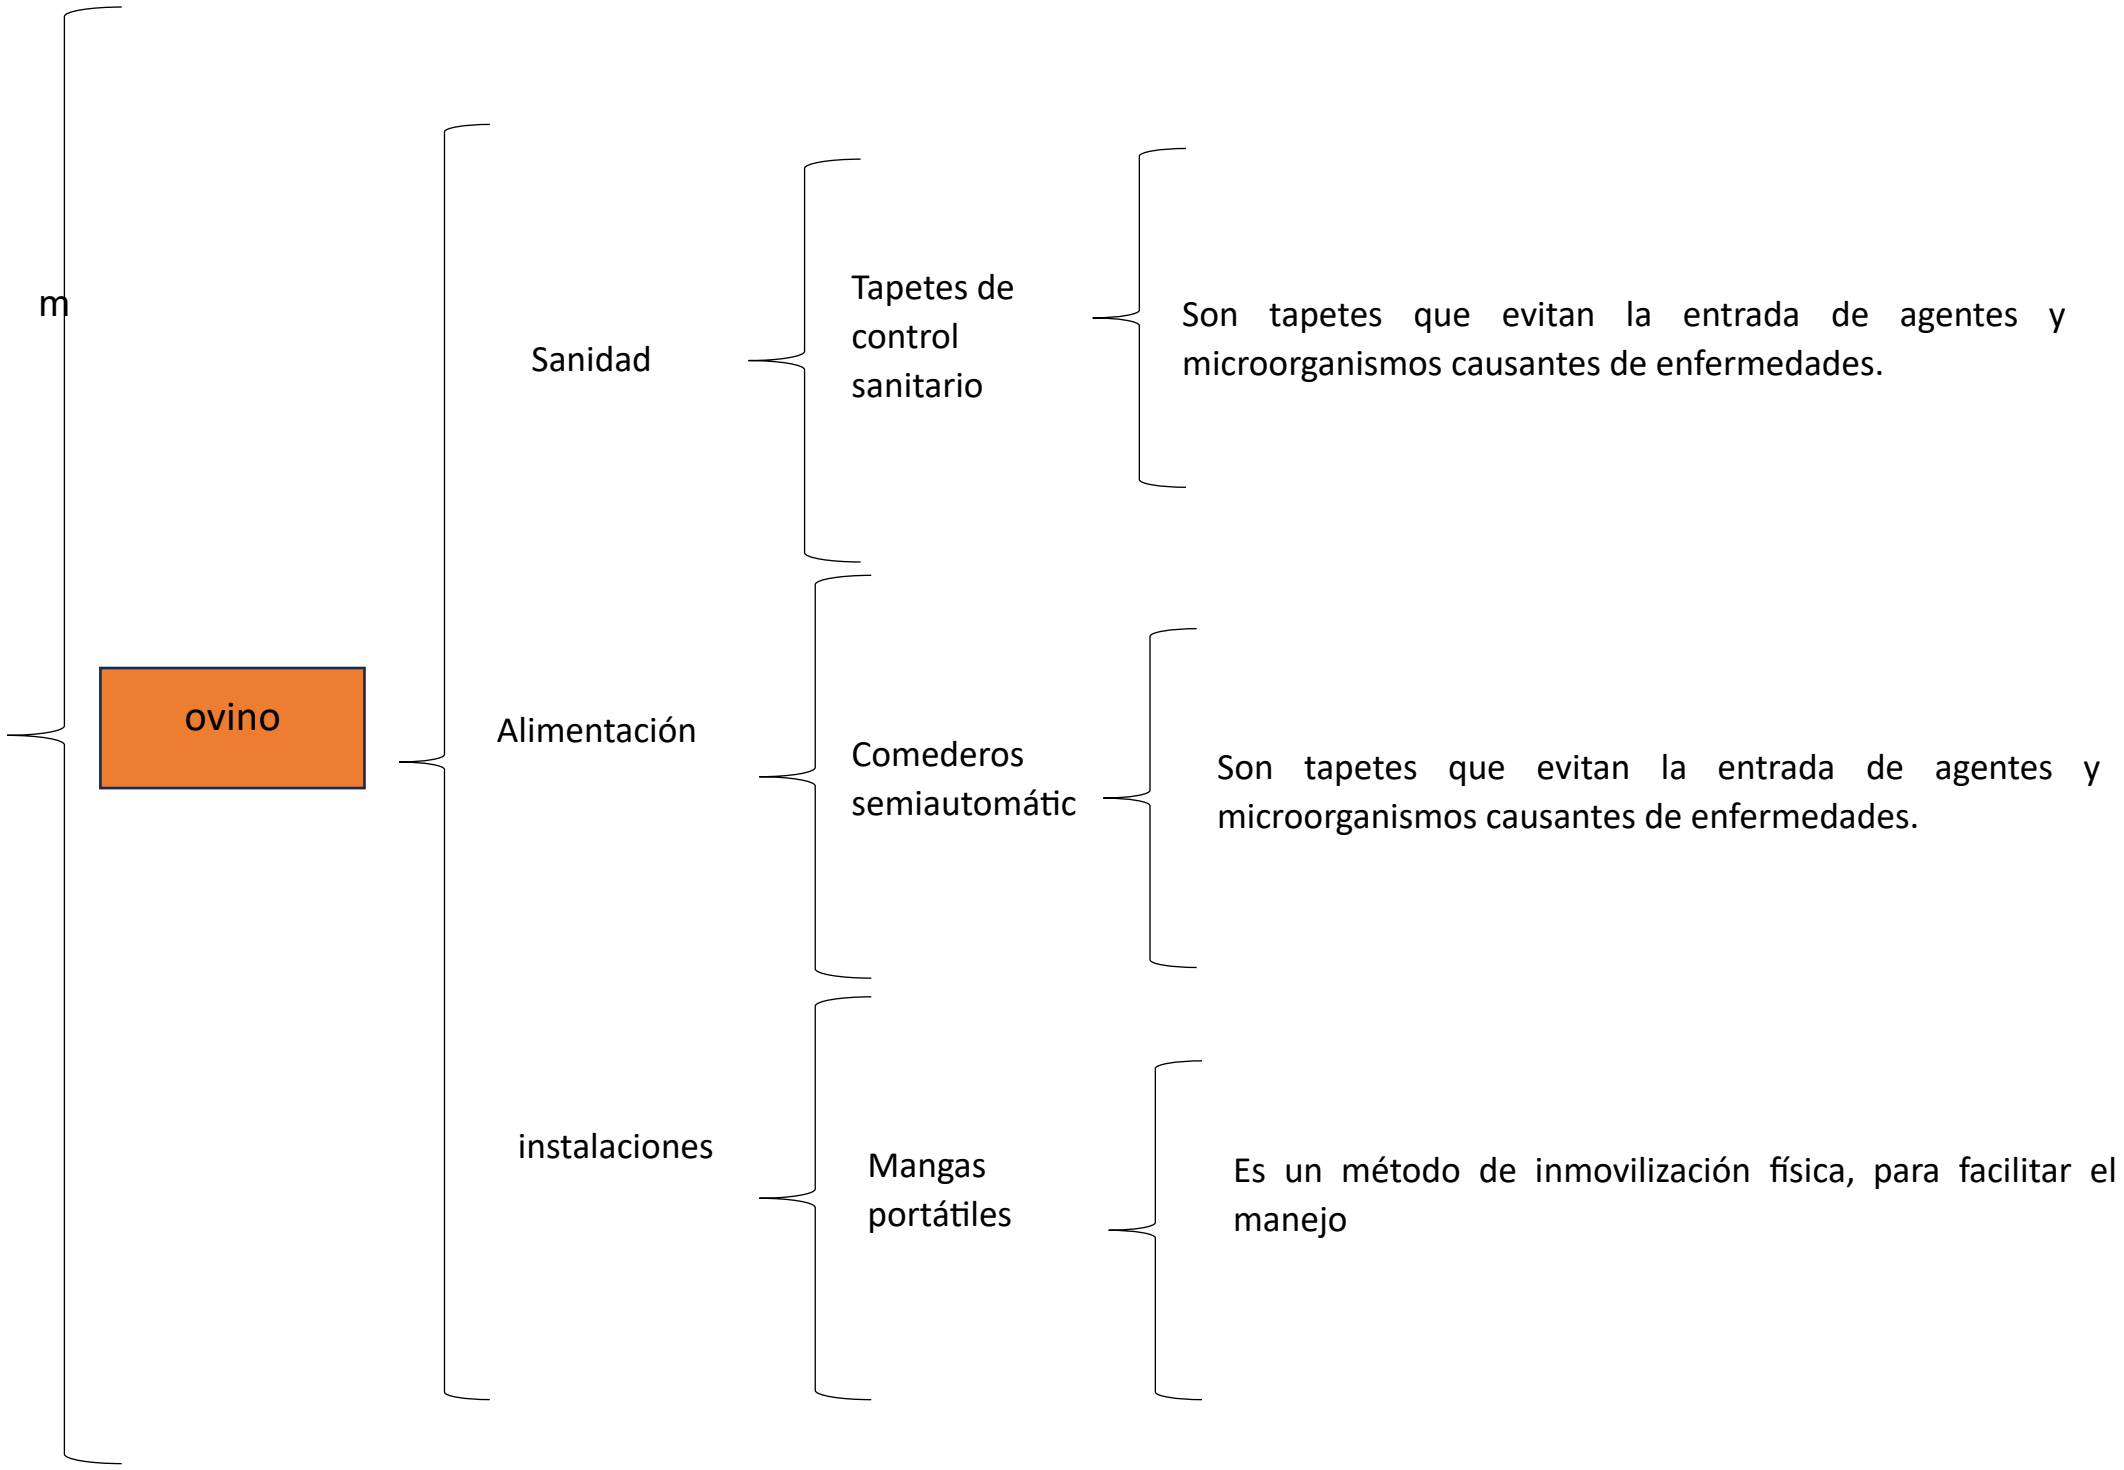 m
ovino
Sanidad
Tapetes de
control
sanitario
Son tapetes que evitan la entrada de agentes y
microorganismos causantes de enfermedades.
Alimentación
Comederos
semiautomátic
Son tapetes que evitan la entrada de agentes y
microorganismos causantes de enfermedades.
instalaciones
Mangas
portátiles
Es un método de inmovilización física, para facilitar el
manejo